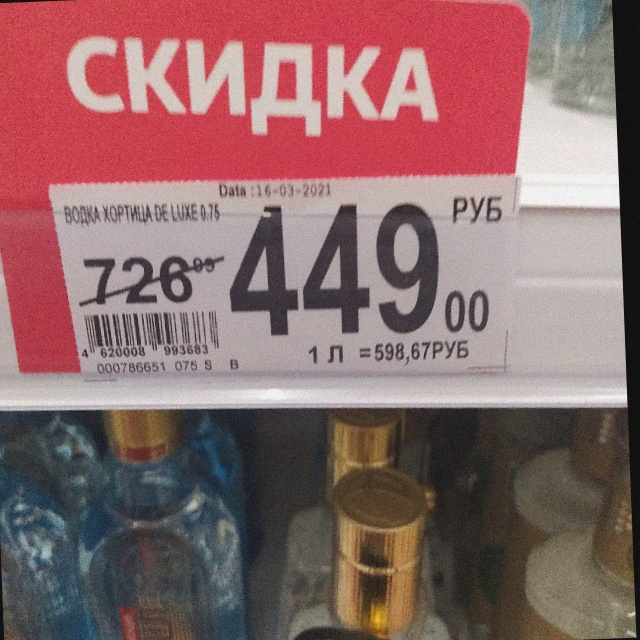 СКИДКА
Data :16-03-2021
ВОДКА ХОРТИЦА DE LUXE 0.75
РУБ
449 00
4 620008 993683
1 Л =598,67РУБ
000786651 075 S В